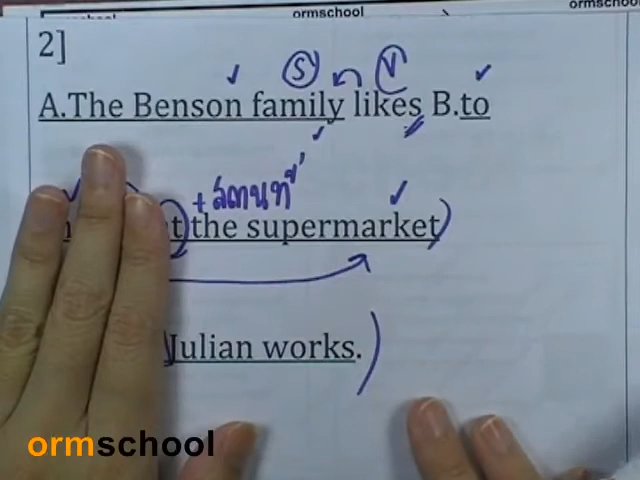 ormschool
ormschool
2]
S V
A.The Benson family likes B.to
+ สถานที่
t the supermarket)
Julian works.)
ormschool